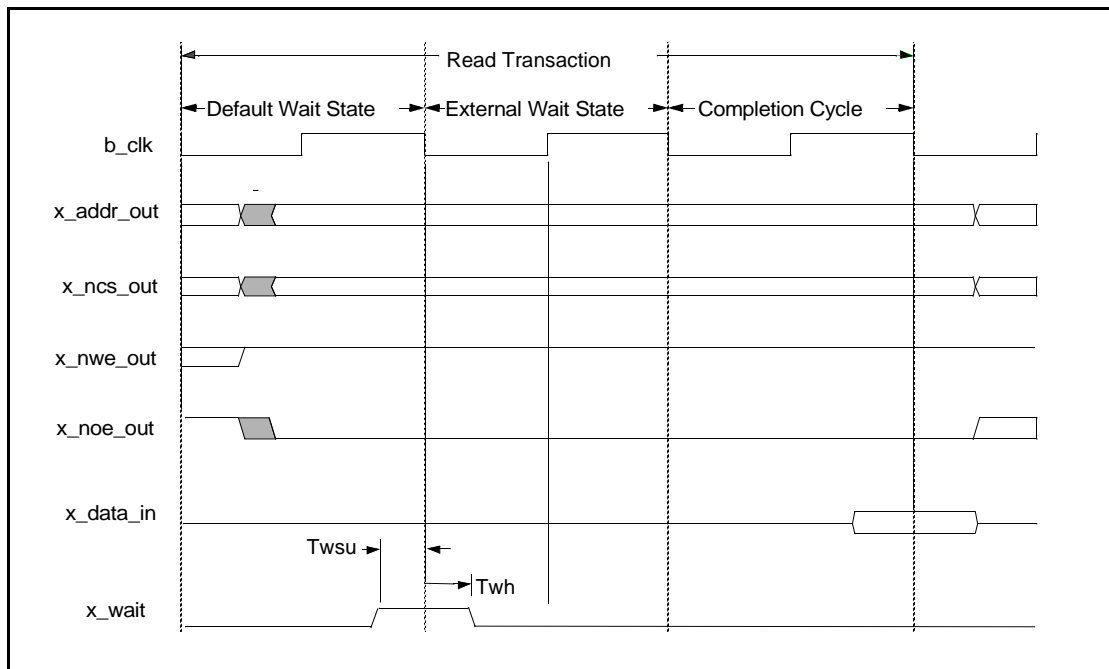 Read Transaction
Default Wait State
External Wait State
Completion Cycle
b_clk
x_addr_out
x_ncs_out
x_nwe_out
x_noe_out
x_data_in
Twsu
Twh
x_wait